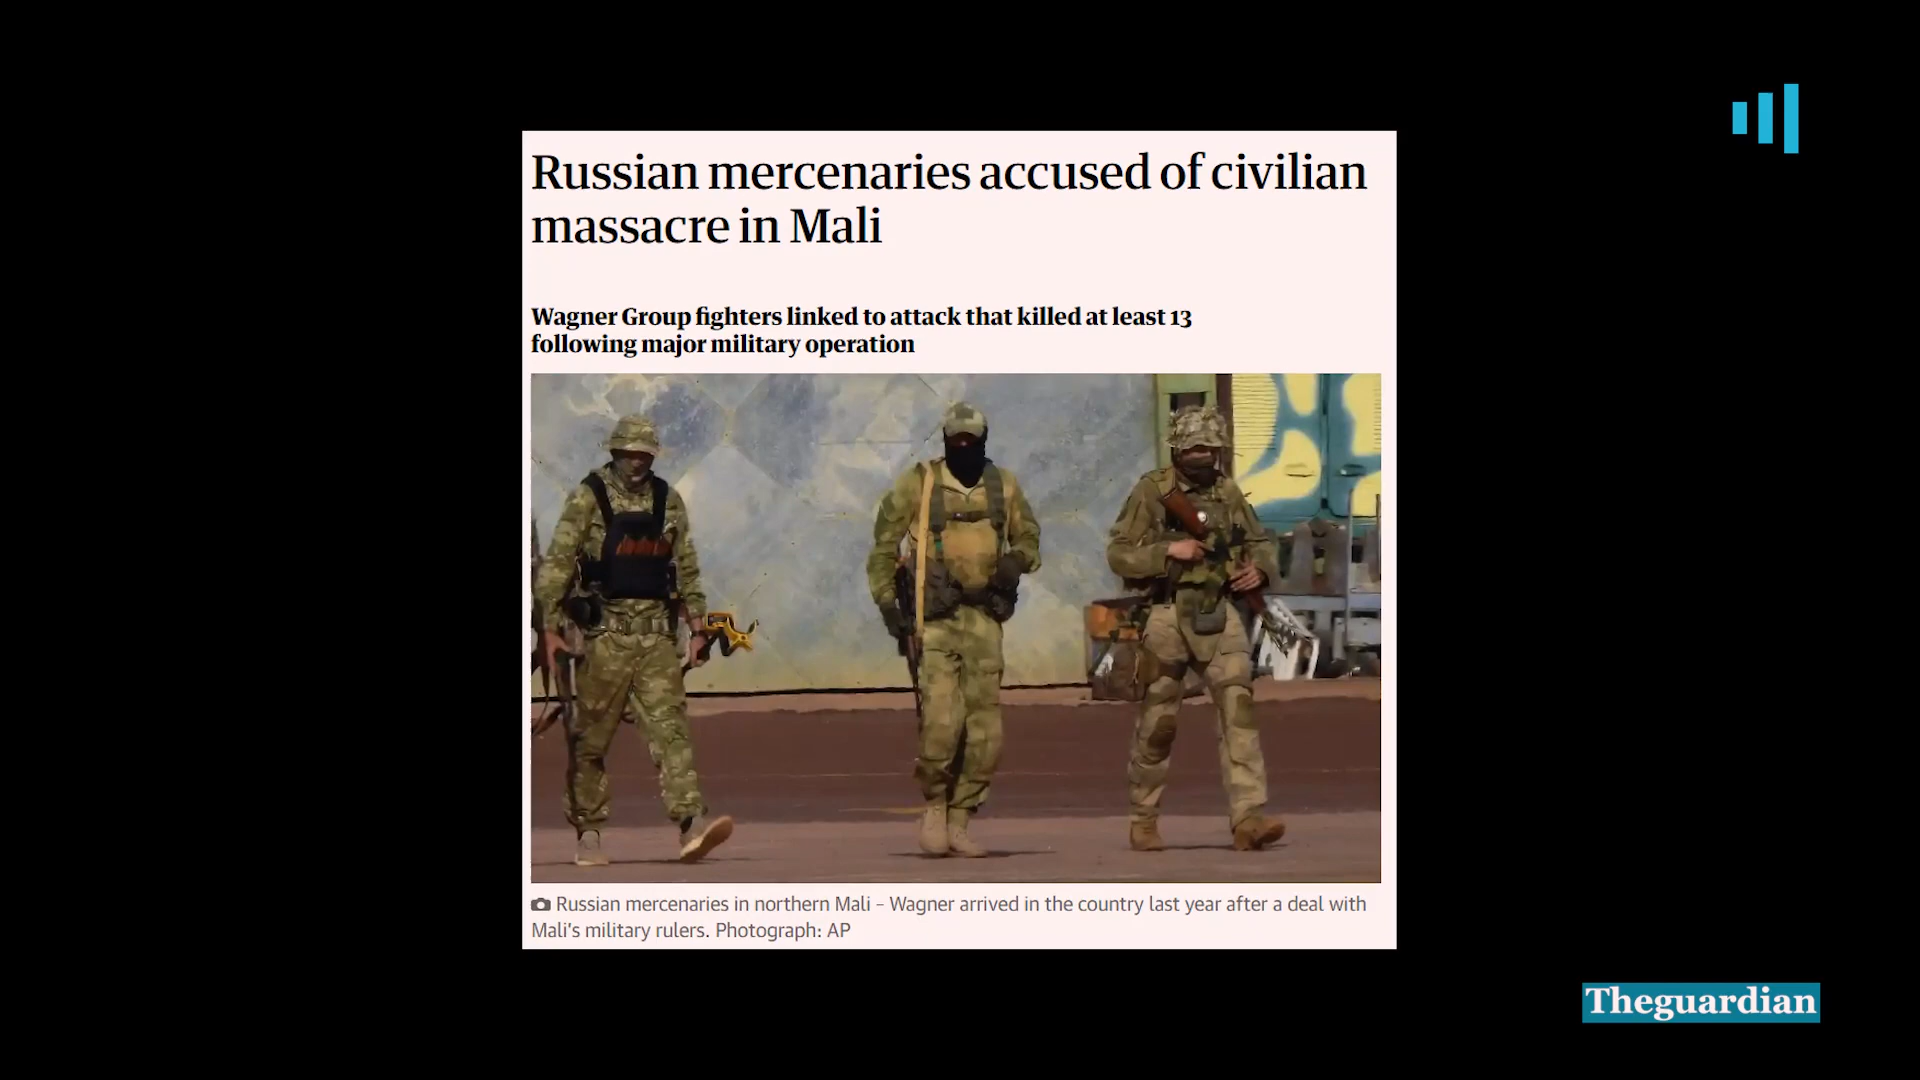 Russian mercenaries accused of civilian
massacre in Mali
Wagner Group fighters linked to attack that killed at least 13
following major military operation
Russian mercenaries in northern Mali – Wagner arrived in the country last year after a deal with
Mali's military rulers. Photograph: AP
Theguardian